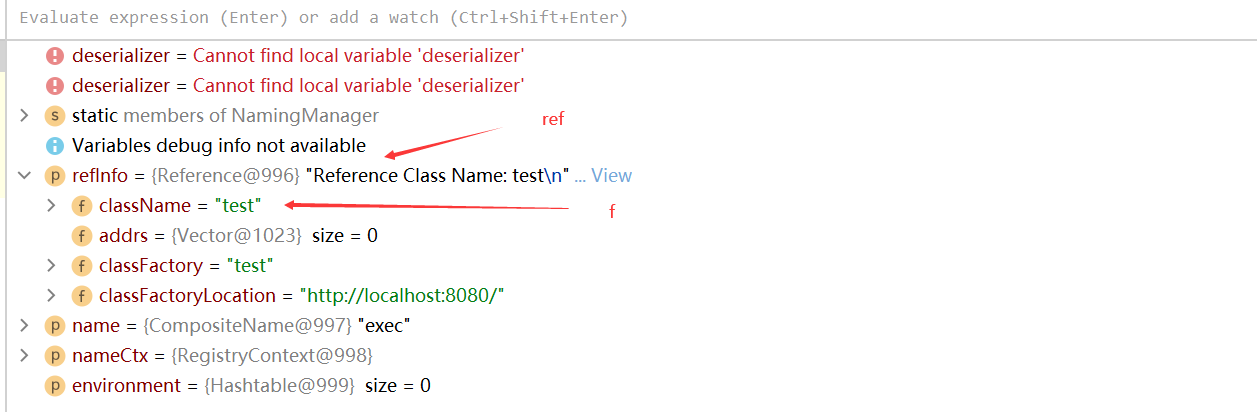 Evaluate expression (Enter) or add a watch (Ctrl+Shift+Enter)
deserializer = Cannot find local variable 'deserializer'
deserializer = Cannot find local variable 'deserializer'
s static members of NamingManager
ref
Variables debug info not available
p refInfo = {Reference@996} "Reference Class Name: test\n" ... View
f className = "test"
f
f addrs = {Vector@1023} size = 0
f classFactory = "test"
f classFactoryLocation = "http://localhost:8080/"
p name = {CompositeName@997} "exec"
p nameCtx = {RegistryContext@998}
p environment = {Hashtable@999} size = 0